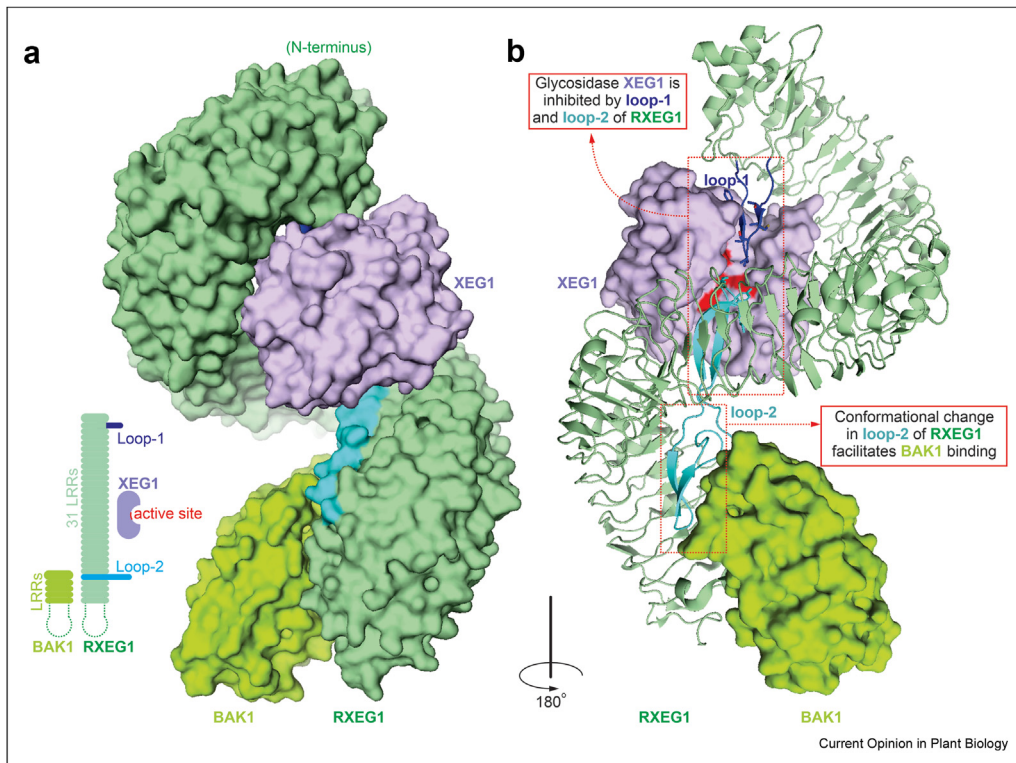 a
(N-terminus)
XEG1
Loop-1
XEG1
active site
31 LRRs
Loop-2
LRRs
BAK1 RXEG1
BAK1 RXEG1
b
Glycosidase XEG1 is
inhibited by loop-1
and loop-2 of RXEG1
loop-1
XEG1
loop-2
Conformational change
in loop-2 of RXEG1
facilitates BAK1 binding
180°
RXEG1 BAK1
Current Opinion in Plant Biology